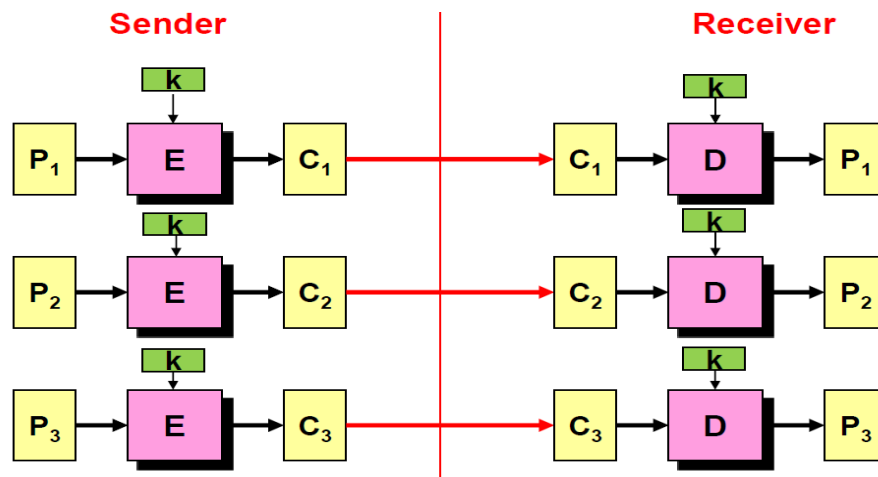 Sender Receiver
k k
P₁ E C₁ C₁ D P₁
k k
P₂ E C₂ C₂ D P₂
k k
P₃ E C₃ C₃ D P₃